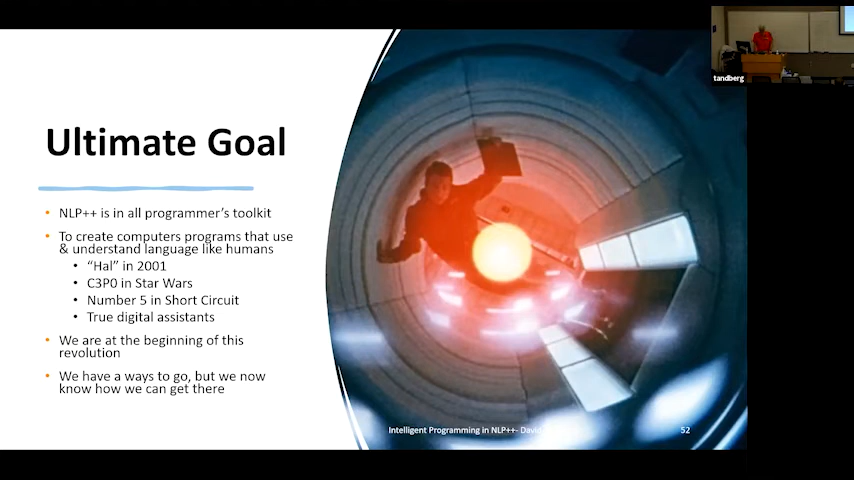 Ultimate Goal
• NLP++ is in all programmer's toolkit
• To create computers programs that use
& understand language like humans
• "Hal" in 2001
• C3P0 in Star Wars
• Number 5 in Short Circuit
• True digital assistants
• We are at the beginning of this
revolution
• We have a ways to go, but we now
know how we can get there
Intelligent Programming in NLP++- David
52
tandberg